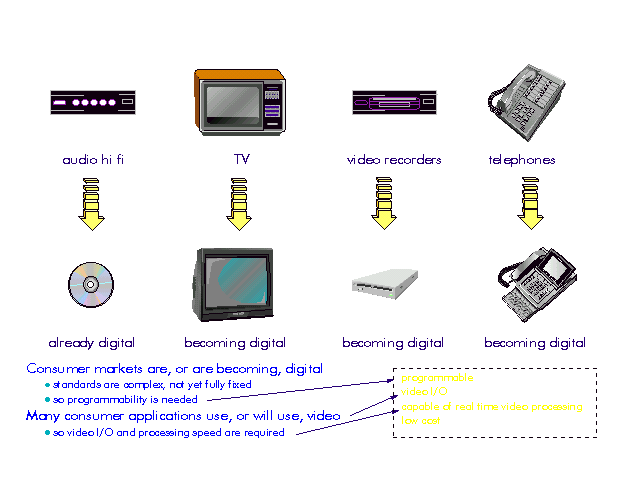 audio hi fi
TV
video recorders
telephones
already digital
becoming digital
becoming digital
becoming digital
Consumer markets are, or are becoming, digital
standards are complex, not yet fully fixed
so programmability is needed
Many consumer applications use, or will use, video
so video I/O and processing speed are required
programmable
video I/O
capable of real time video processing
low cost